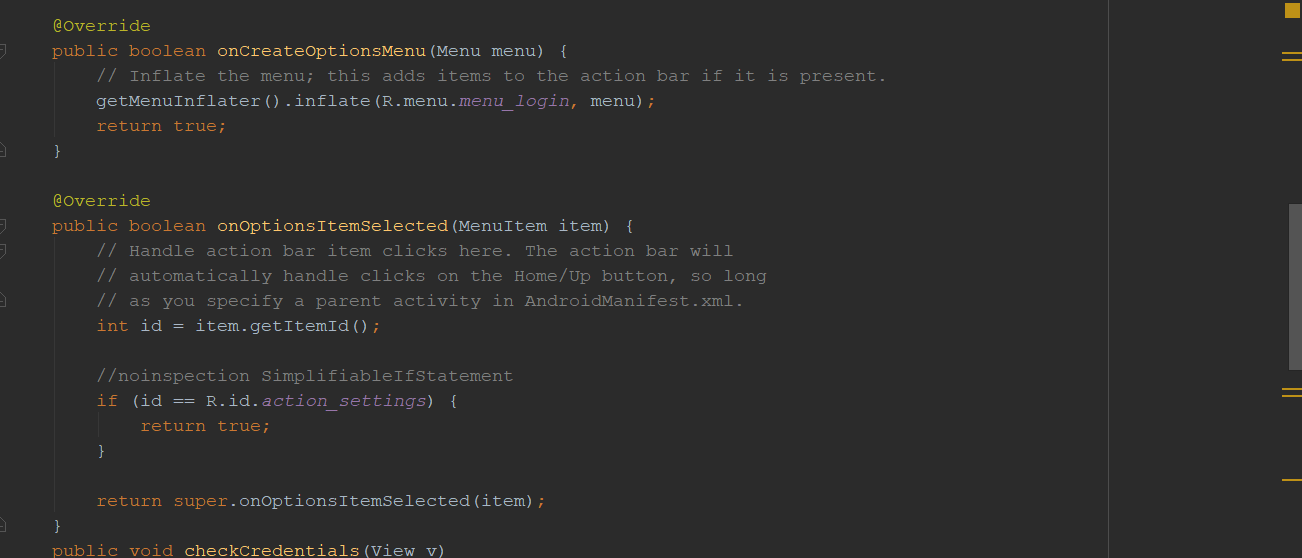 @Override
public boolean onCreateOptionsMenu(Menu menu) {
// Inflate the menu; this adds items to the action bar if it is present.
getMenuInflater().inflate(R.menu.menu_login, menu);
return true;
}
@Override
public boolean onOptionsItemSelected(MenuItem item) {
// Handle action bar item clicks here. The action bar will
// automatically handle clicks on the Home/Up button, so long
// as you specify a parent activity in AndroidManifest.xml.
int id = item.getItemId();
//noinspection SimplifiableIfStatement
if (id == R.id.action_settings) {
return true;
}
return super.onOptionsItemSelected(item);
}
public void checkCredentials(View v)